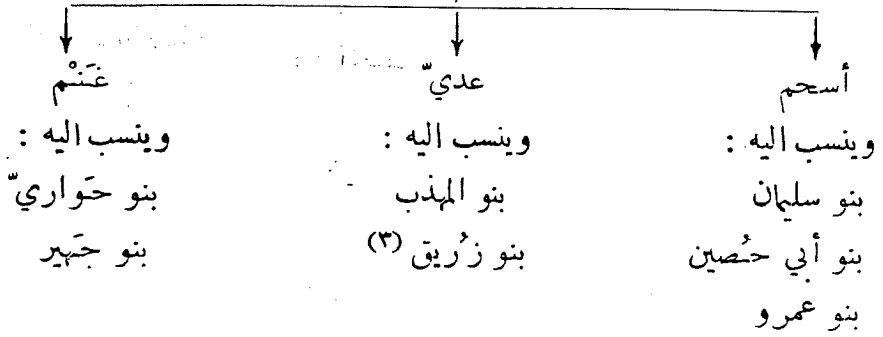 أسحم
وينسب اليه :
بنو سليمان
بنو أبي حُصين
بنو عمرو
عديّ
وينسب اليه :
بنو المهذب
بنو زُريق (٣)
غَنْم
وينسب اليه :
بنو حَواريّ
بنو جَهير